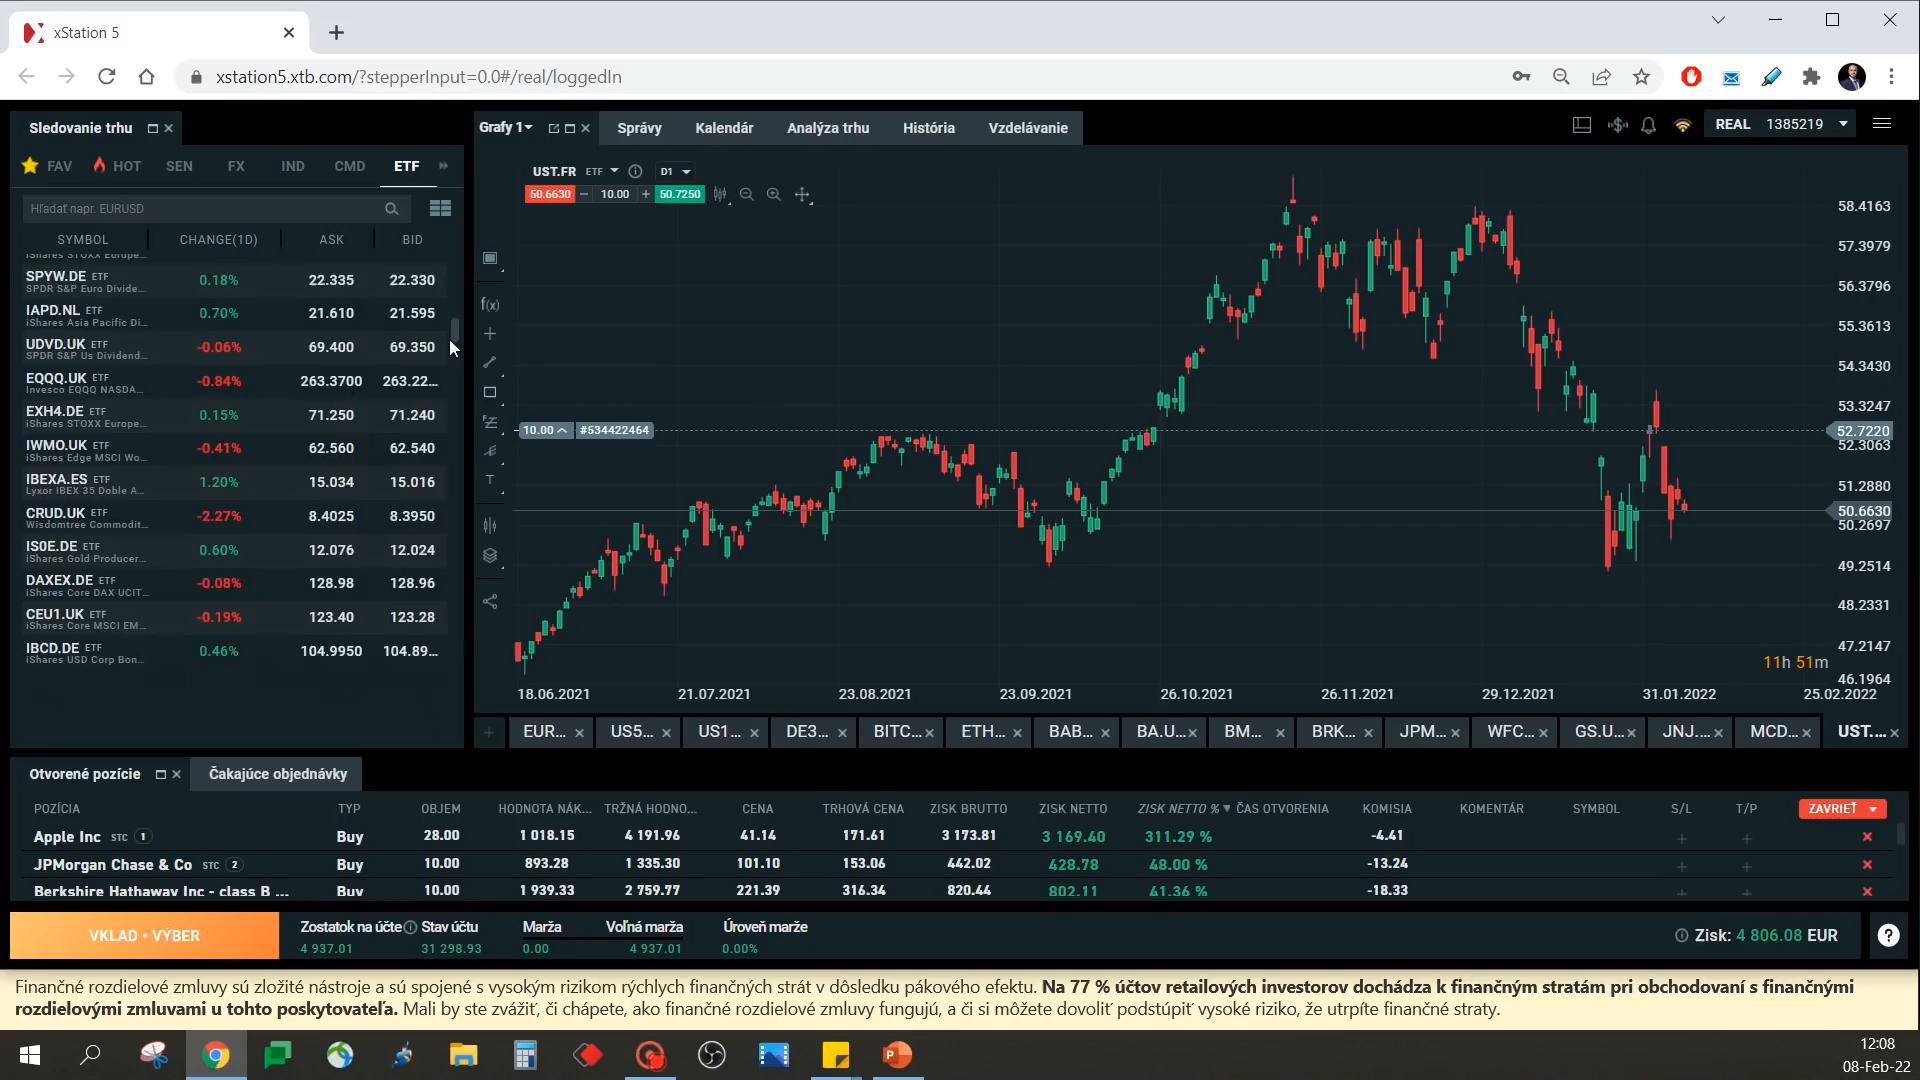 xStation 5
xstation5.xtb.com/?stepperInput=0.0#/real/loggedIn
Sledovanie trhu
Grafy 1
Správy
Kalendár
Analýza trhu
História
Vzdelávanie
REAL 1385219
FAV HOT SEN FX IND CMD ETF
Hľadať napr. EURUSD
SYMBOL CHANGE(1D) ASK BID
iShares STOXX Europe...
SPYW.DE ETF 0.18% 22.335 22.330
SPDR S&P Euro Divide...
IAPD.NL ETF 0.70% 21.610 21.595
iShares Asia Pacific Di...
UDVD.UK ETF -0.06% 69.400 69.350
SPDR S&P Us Dividend...
EQQQ.UK ETF -0.84% 263.3700 263.22...
Invesco EQQQ NASDA...
EXH4.DE ETF 0.15% 71.250 71.240
iShares STOXX Europe...
IWMO.UK ETF -0.41% 62.560 62.540
iShares Edge MSCI Wo...
IBEXA.ES ETF 1.20% 15.034 15.016
Lyxor IBEX 35 Doble A...
CRUD.UK ETF -2.27% 8.4025 8.3950
Wisdomtree Commodit...
IS0E.DE ETF 0.60% 12.076 12.024
iShares Gold Producer...
DAXEX.DE ETF -0.08% 128.98 128.96
iShares Core DAX UCIT...
CEU1.UK ETF -0.19% 123.40 123.28
iShares Core MSCI EM...
IBCD.DE ETF 0.46% 104.9950 104.89...
iShares USD Corp Bon...
UST.FR ETF D1
50.6630 − 10.00 + 50.7250
f(x)
T
10.00 #534422464
58.4163
57.3979
56.3796
55.3613
54.3430
53.3247
52.7220
52.3063
51.2880
50.6630
50.2697
49.2514
48.2331
47.2147
46.1964
11h 51m
18.06.2021 21.07.2021 23.08.2021 23.09.2021 26.10.2021 26.11.2021 29.12.2021 31.01.2022 25.02.2022
EUR... US5... US1... DE3... BITC... ETH... BAB... BA.U... BM... BRK... JPM... WFC... GS.U... JNJ.... MCD... UST....
Otvorené pozície
Čakajúce objednávky
POZÍCIA TYP OBJEM HODNOTA NÁK... TRŽNÁ HODNO... CENA TRHOVÁ CENA ZISK BRUTTO ZISK NETTO ZISK NETTO % ČAS OTVORENIA KOMISIA KOMENTÁR SYMBOL S/L T/P ZAVRIEŤ
Apple Inc STC 1 Buy 28.00 1 018.15 4 191.96 41.14 171.61 3 173.81 3 169.40 311.29 % -4.41
JPMorgan Chase & Co STC 2 Buy 10.00 893.28 1 335.30 101.10 153.06 442.02 428.78 48.00 % -13.24
Berkshire Hathaway Inc - class B ... Buy 10.00 1 939.33 2 759.77 221.39 316.34 820.44 802.11 41.36 % -18.33
VKLAD • VÝBER
Zostatok na účte Stav účtu Marža Voľná marža Úroveň marže
4 937.01 31 298.93 0.00 4 937.01 0.00%
Zisk: 4 806.08 EUR
?
Finančné rozdielové zmluvy sú zložité nástroje a sú spojené s vysokým rizikom rýchlych finančných strát v dôsledku pákového efektu. Na 77 % účtov retailových investorov dochádza k finančným stratám pri obchodovaní s finančnými
rozdielovými zmluvami u tohto poskytovateľa. Mali by ste zvážiť, či chápete, ako finančné rozdielové zmluvy fungujú, a či si môžete dovoliť podstúpiť vysoké riziko, že utrpíte finančné straty.
12:08
08-Feb-22